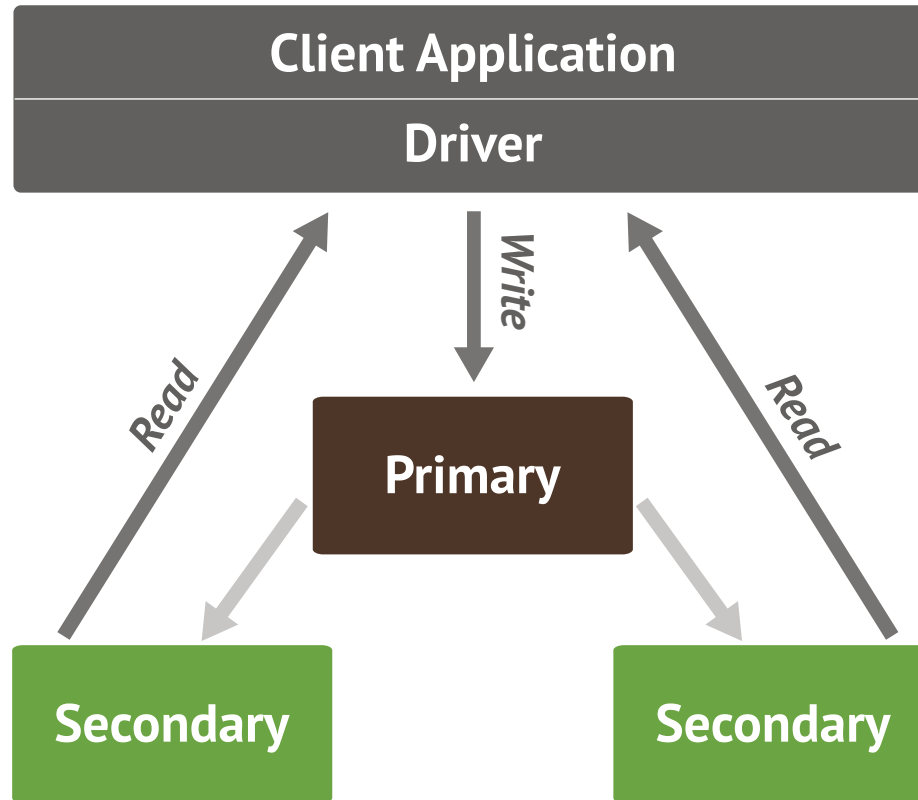 Client Application
Driver
Write
Read
Read
Primary
Secondary
Secondary